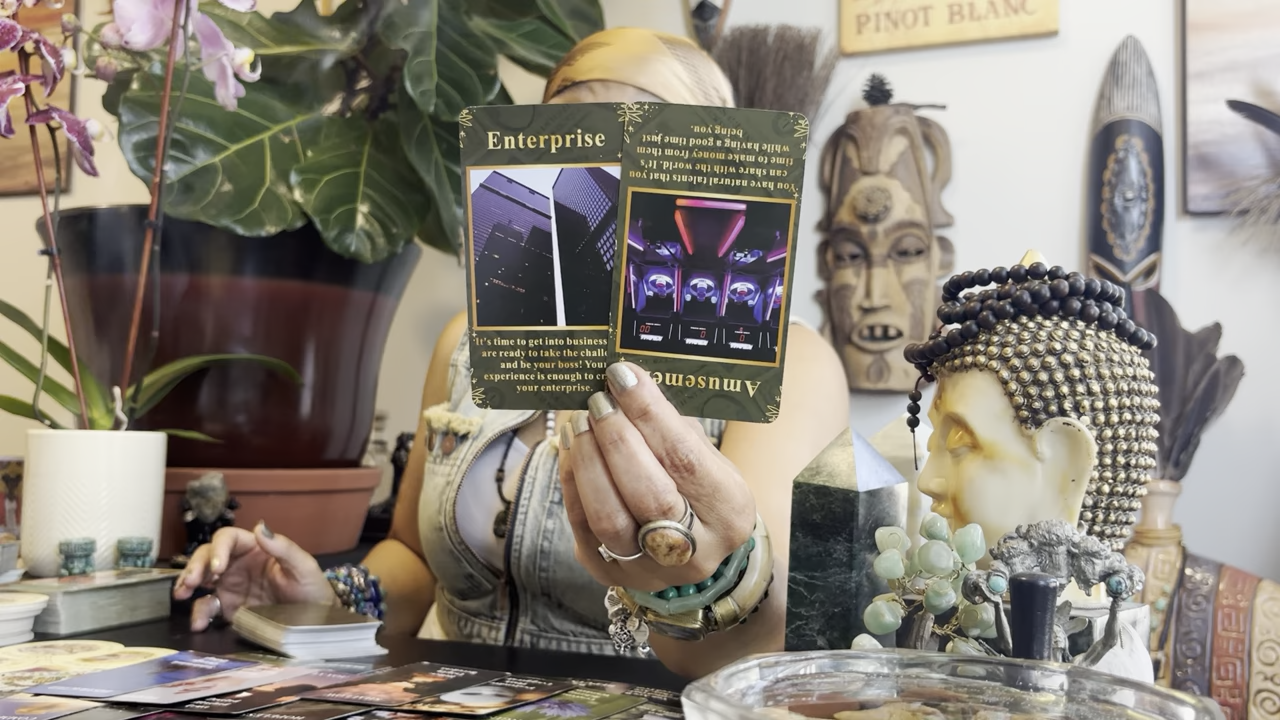 PINOT BLANC
Enterprise
It's time to get into business
are ready to take the
and be your boss! Your
experience is enough to
your enterprise.
You have natural talents that you
can share with the world. It's
time to make money from them
while having a good time just
being you.